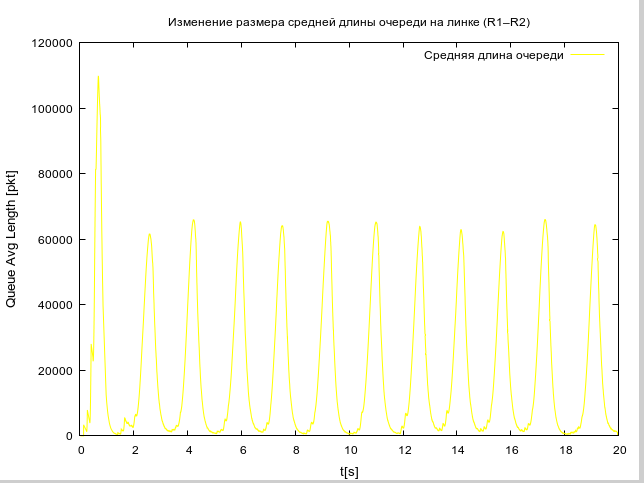 Изменение размера средней длины очереди на линке (R1–R2)
120000
Средняя длина очереди
100000
80000
60000
40000
20000
0
Queue Avg Length [pkt]
0 2 4 6 8 10 12 14 16 18 20
t[s]